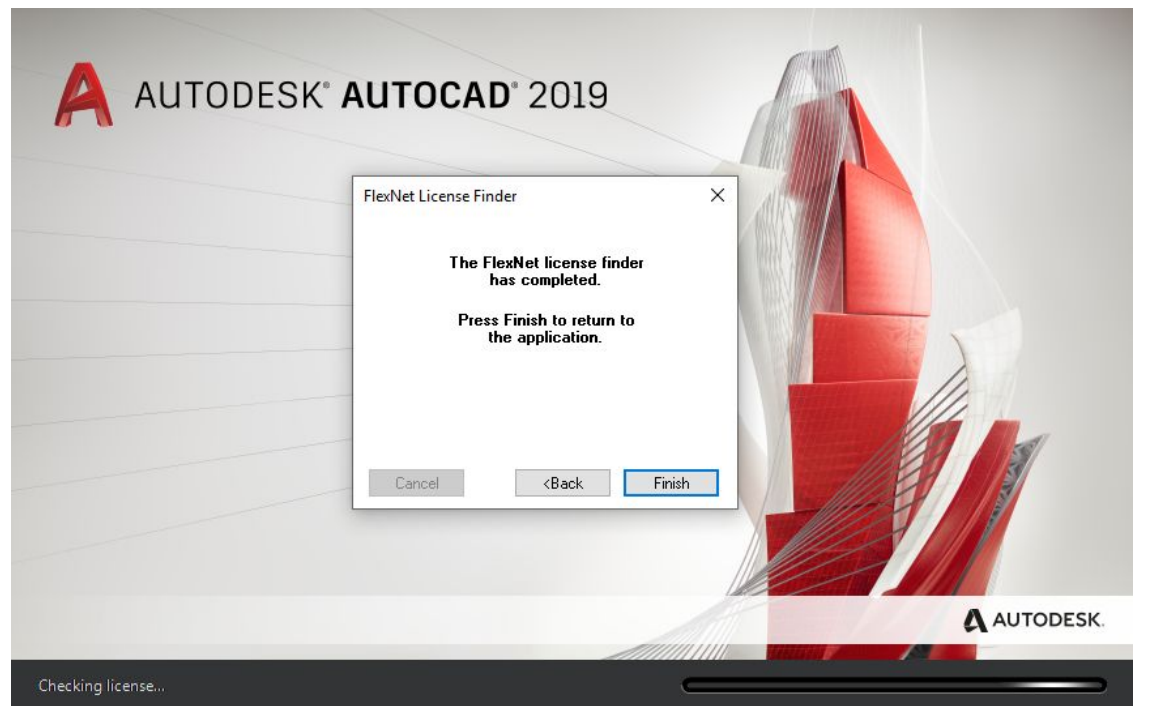 AUTODESK® AUTOCAD® 2019
FlexNet License Finder
The FlexNet license finder
has completed.
Press Finish to return to
the application.
Cancel
<Back
Finish
AUTODESK.
Checking license...